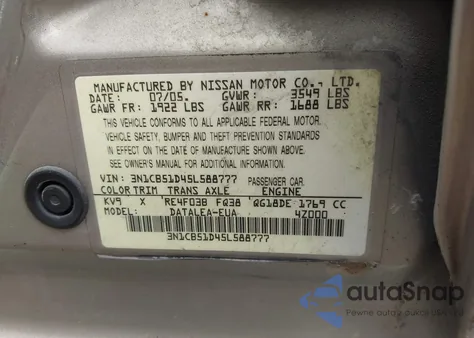 MANUFACTURED BY NISSAN MOTOR CO., LTD.
DATE: 07/05. GVWR: 3549 LBS
GAWR FR: 1922 LBS GAWR RR: 1688 LBS
THIS VEHICLE CONFORMS TO ALL APPLICABLE FEDERAL MOTOR
VEHICLE SAFETY, BUMPER AND THEFT PREVENTION STANDARDS
IN EFFECT ON THE DATE OF MANUFACTURE SHOWN ABOVE.
SEE OWNER'S MANUAL FOR ADDITIONAL INFORMATION.
VIN: 3N1CB51D45L588777 PASSENGER CAR.
COLOR TRIM TRANS AXLE ENGINE
KV9 X RE4F03B FQ38 QG18DE 1769 CC
MODEL: DATALEA-EUA 4Z000
3N1CB51D45L588777
autoSnap